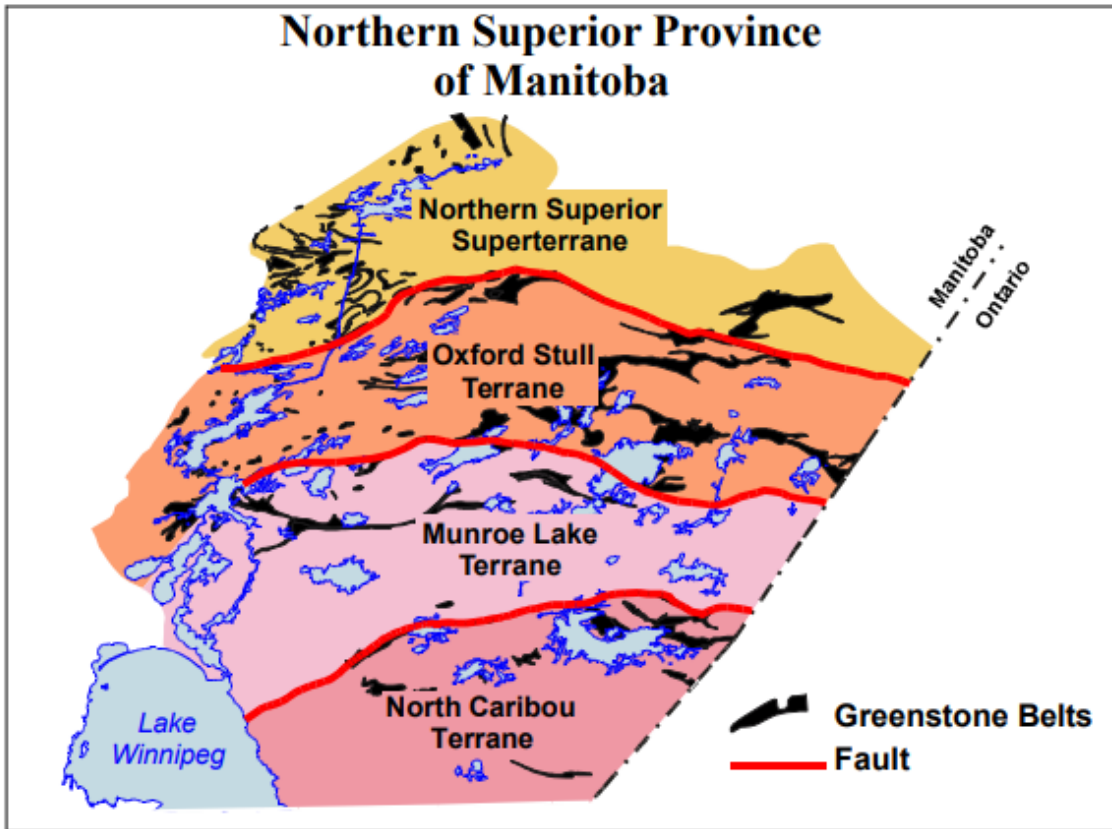 Northern Superior Province
of Manitoba
Northern Superior
Superterrane
Manitoba
Ontario
Oxford Stull
Terrane
Munroe Lake
Terrane
North Caribou
Terrane
Lake
Winnipeg
Greenstone Belts
Fault